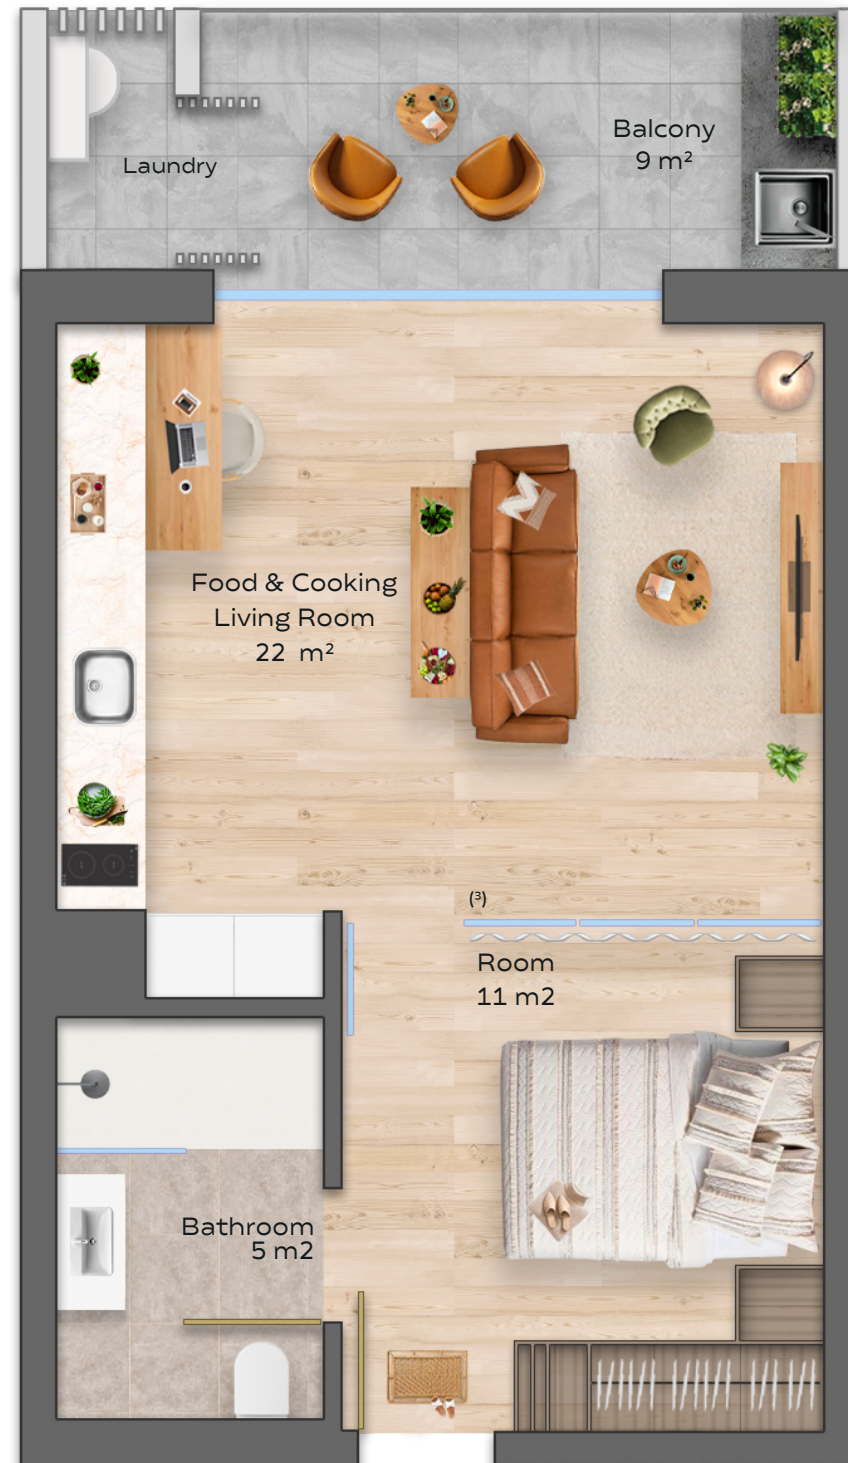 Balcony
9 m²
Laundry
Food & Cooking
Living Room
22 m²
(³)
Room
11 m2
Bathroom
5 m2